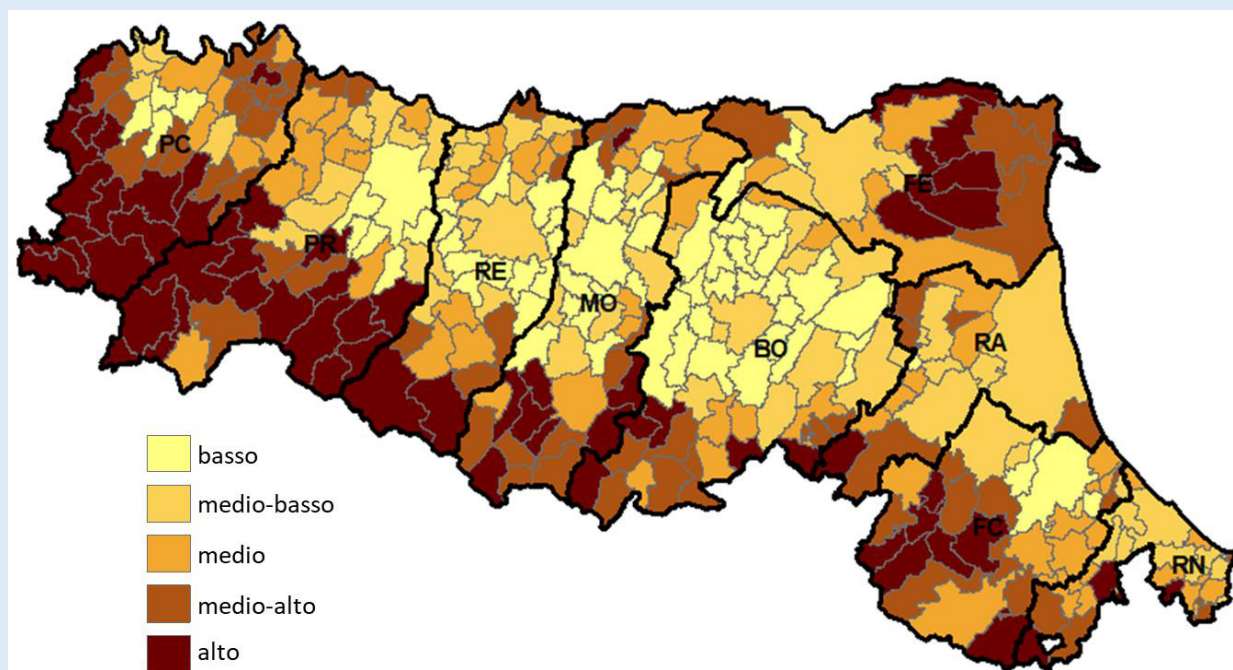 PC
PR
RE
MO
BO
FE
RA
FC
RN
basso
medio-basso
medio
medio-alto
alto